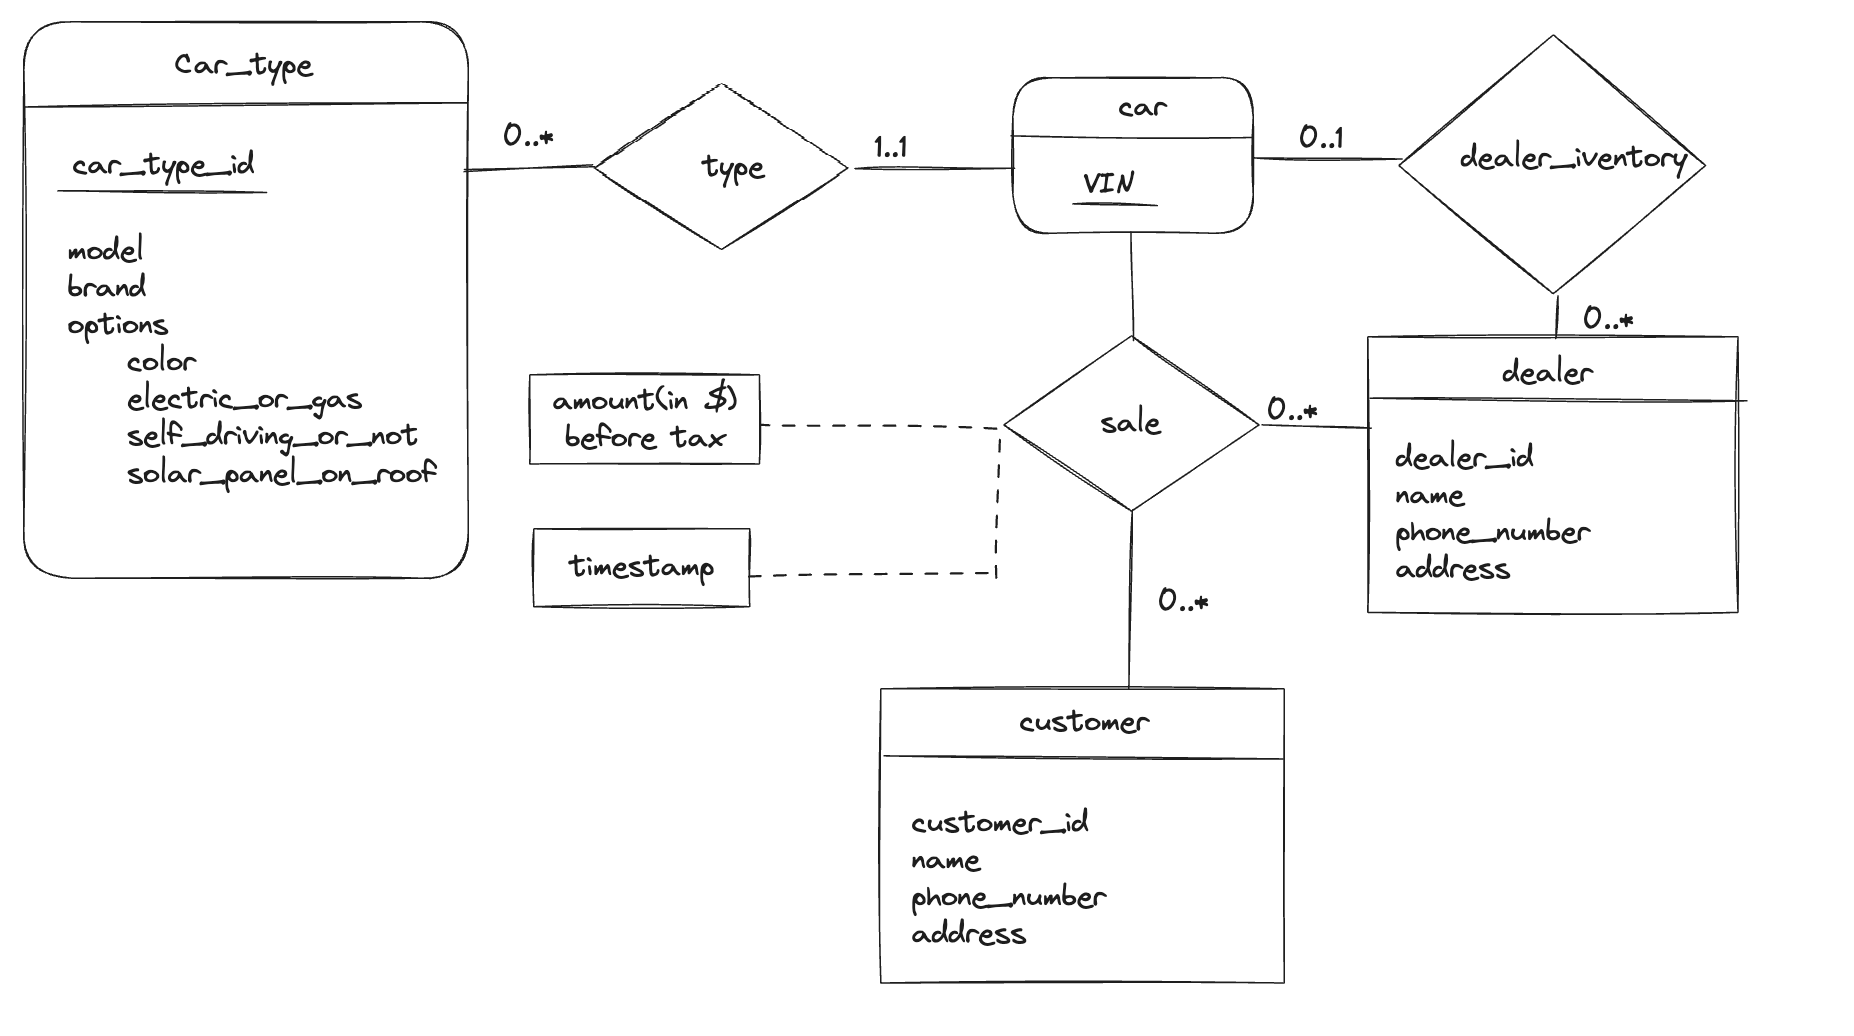 Car_type
car_type_id
model
brand
options
color
electric_or_gas
self_driving_or_not
solar_panel_on_roof
0..*
type
1..1
car
VIN
0..1
dealer_iventory
0..*
dealer
dealer_id
name
phone_number
address
amount(in $)
before tax
timestamp
sale
0..*
0..*
customer
customer_id
name
phone_number
address